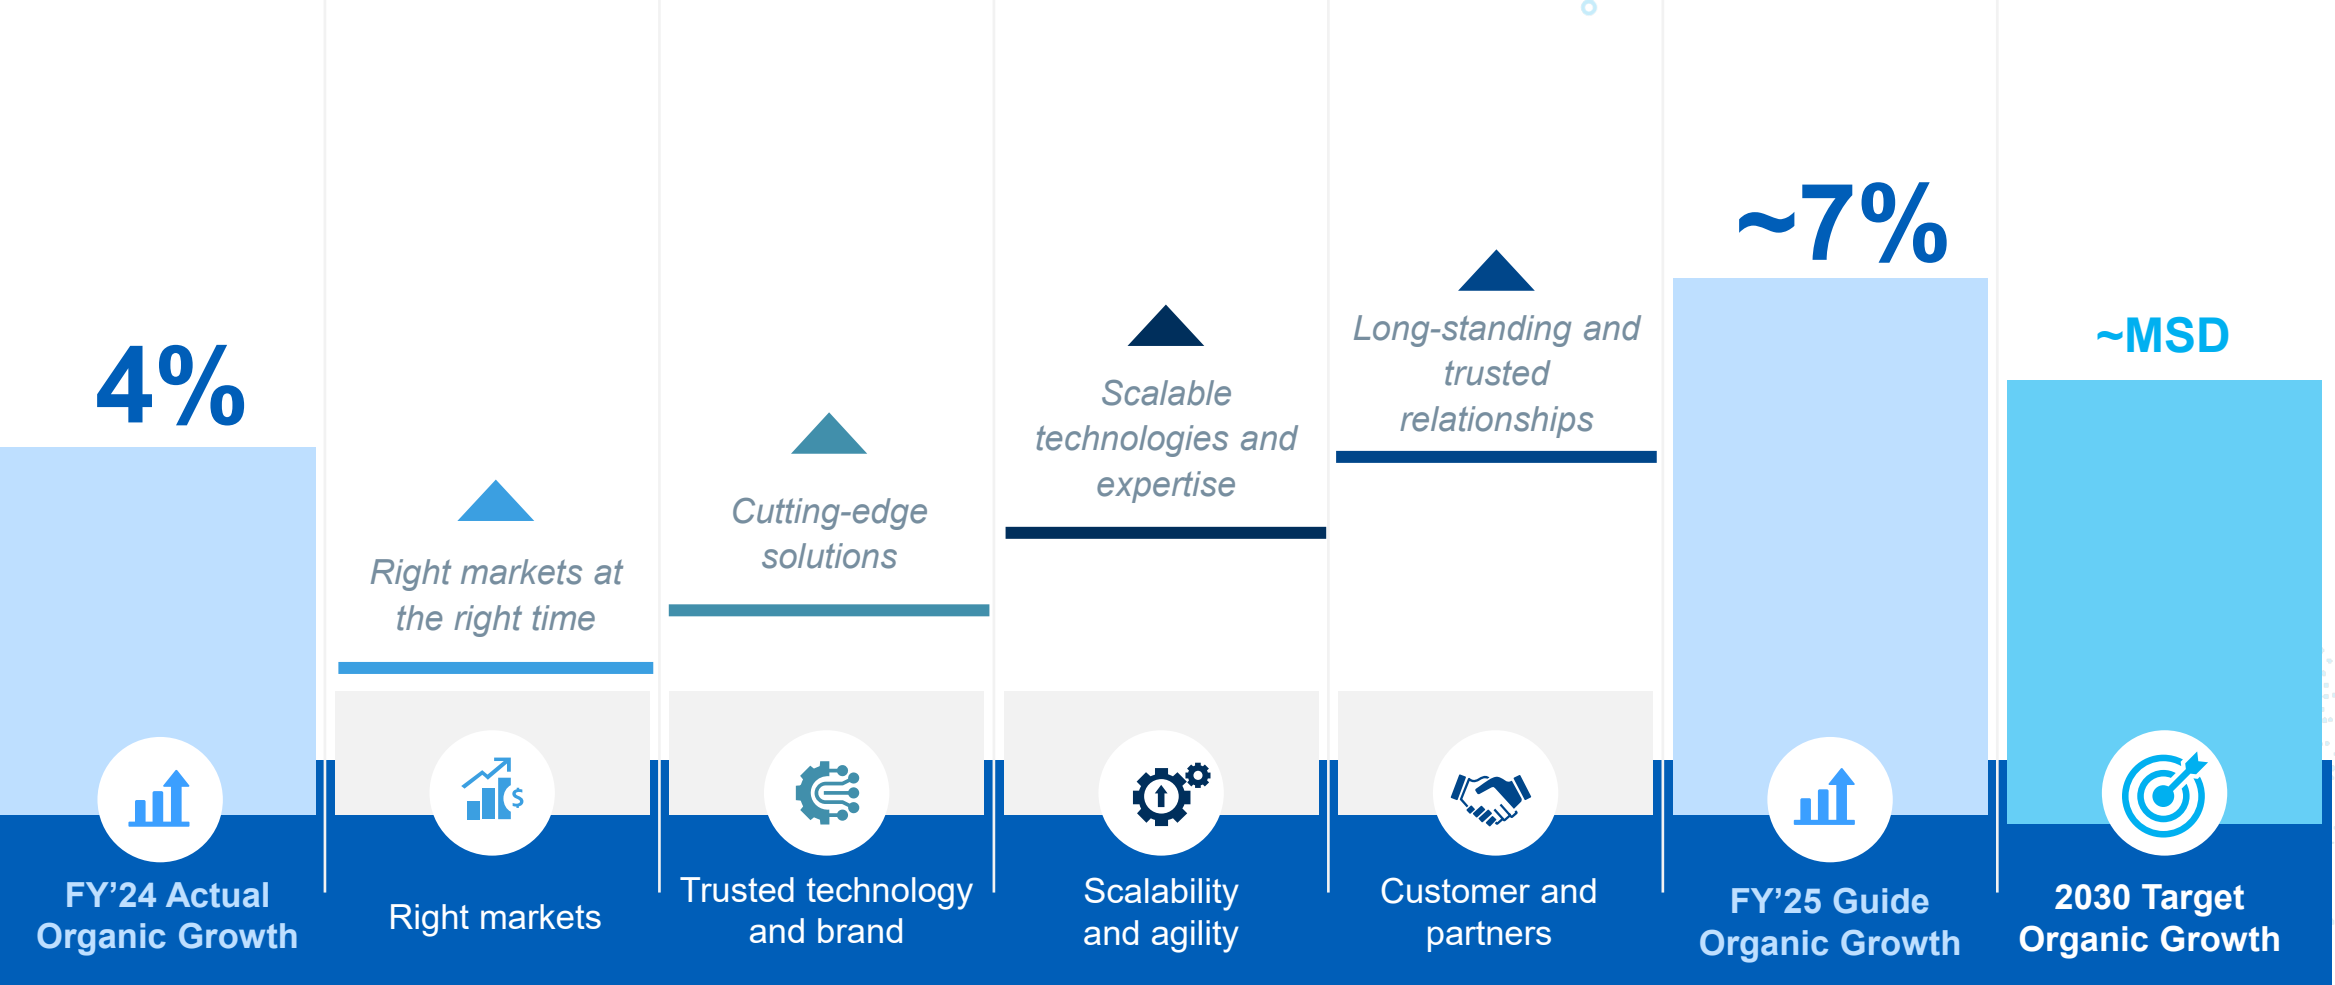 4%
FY’24 Actual
Organic Growth
Right markets at
the right time
Right markets
Cutting-edge
solutions
Trusted technology
and brand
Scalable
technologies and
expertise
Scalability
and agility
Long-standing and
trusted
relationships
Customer and
partners
~7%
FY’25 Guide
Organic Growth
~MSD
2030 Target
Organic Growth